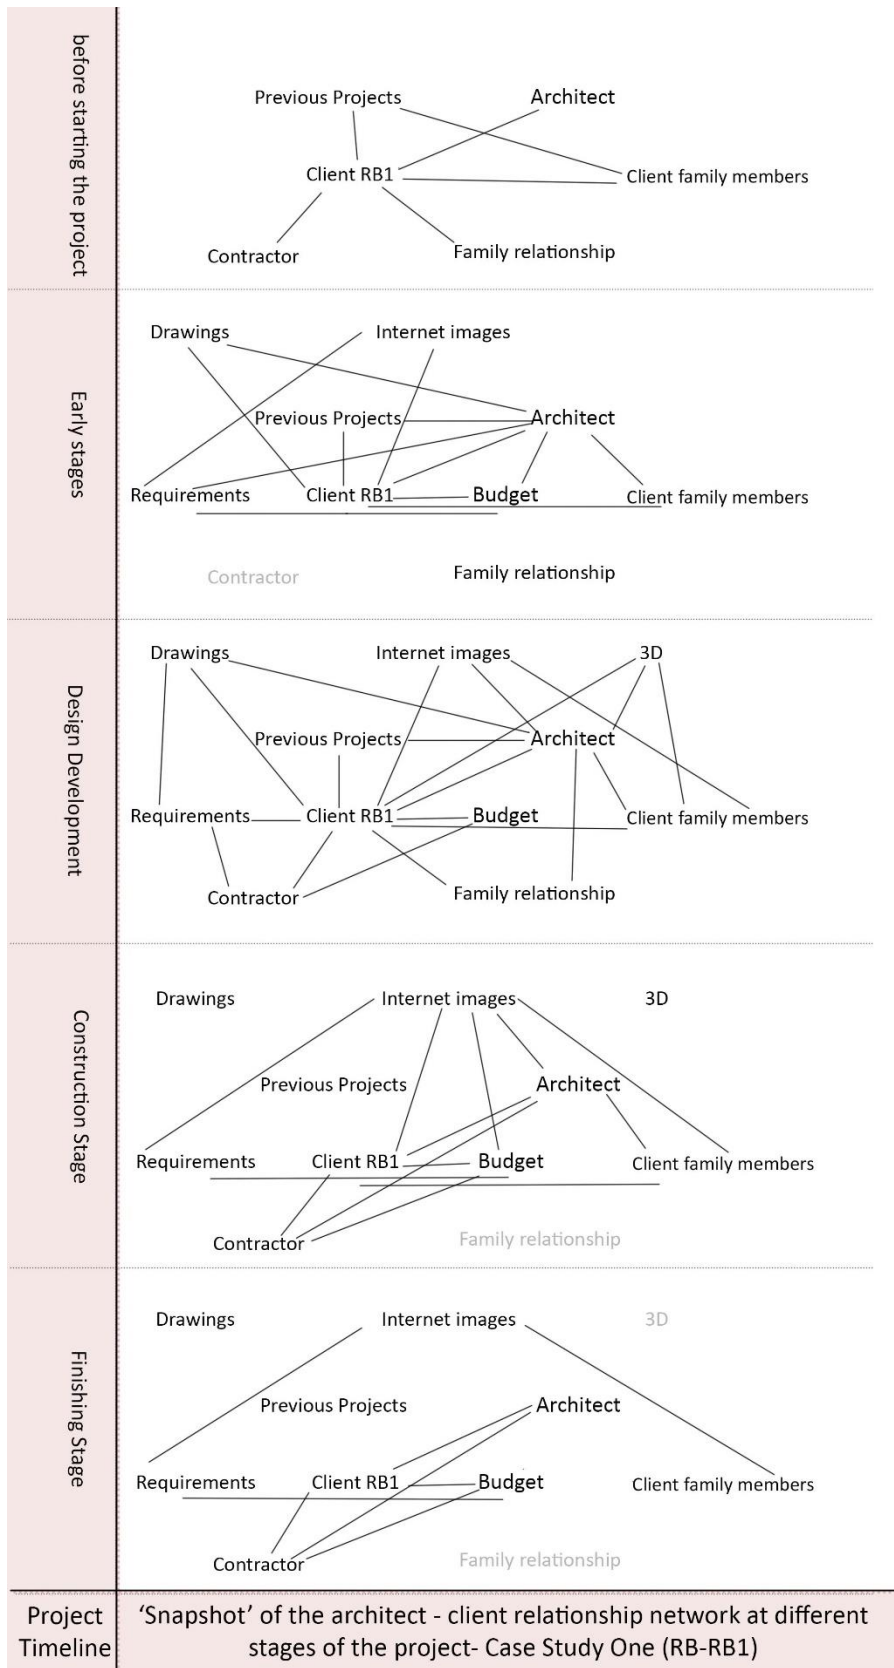 before starting the project
Previous Projects
Architect
Client RB1
Client family members
Contractor
Family relationship
Early stages
Drawings
Internet images
Previous Projects
Architect
Requirements
Client RB1
Budget
Client family members
Contractor
Family relationship
Design Development
Drawings
Internet images
3D
Previous Projects
Architect
Requirements
Client RB1
Budget
Client family members
Contractor
Family relationship
Construction Stage
Drawings
Internet images
3D
Previous Projects
Architect
Requirements
Client RB1
Budget
Client family members
Contractor
Family relationship
Finishing Stage
Drawings
Internet images
3D
Previous Projects
Architect
Requirements
Client RB1
Budget
Client family members
Contractor
Family relationship
Project
Timeline
‘Snapshot’ of the architect - client relationship network at different
stages of the project- Case Study One (RB-RB1)